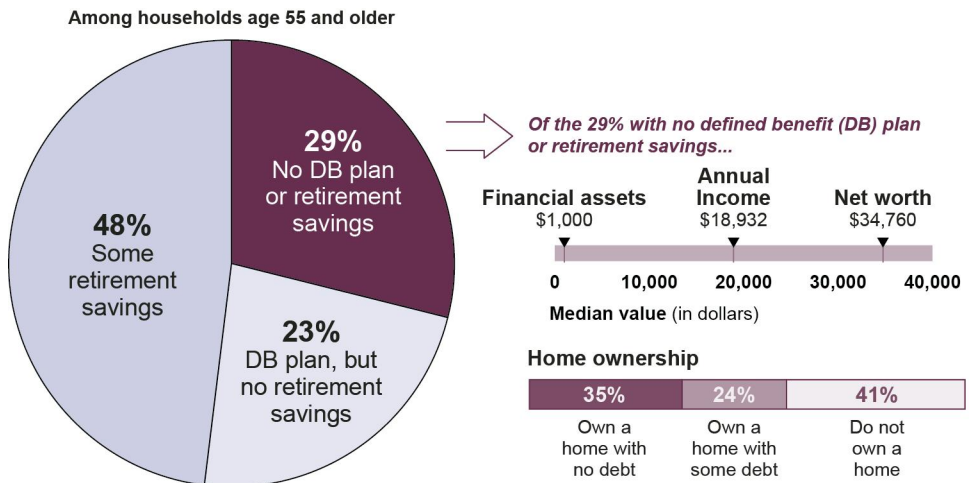 Among households age 55 and older
29%
No DB plan
or retirement
savings
48%
Some
retirement
savings
23%
DB plan, but
no retirement
savings
Of the 29% with no defined benefit (DB) plan
or retirement savings...
Financial assets
$1,000
Annual
Income
$18,932
Net worth
$34,760
0 10,000 20,000 30,000 40,000
Median value (in dollars)
Home ownership
35% 24% 41%
Own a
home with
no debt
Own a
home with
some debt
Do not
own a
home